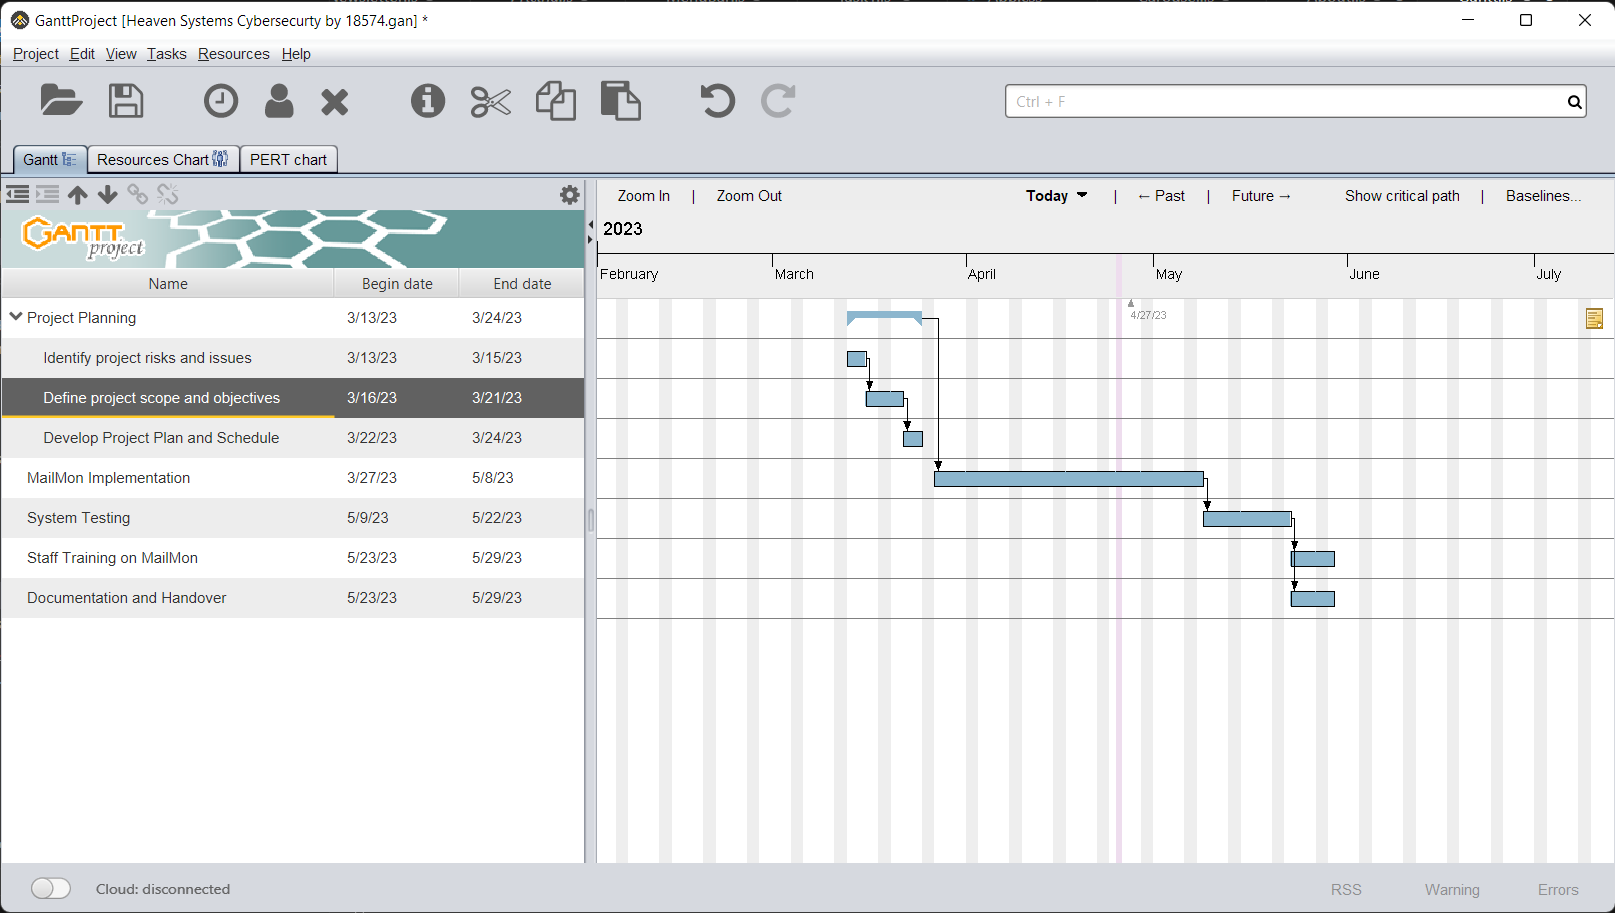 GanttProject [Heaven Systems Cybersecurty by 18574.gan] *
Project Edit View Tasks Resources Help
Ctrl + F
Gantt Resources Chart PERT chart
Zoom In | Zoom Out Today | ← Past | Future → Show critical path | Baselines...
GANTT project
2023
February March April May June July
Name Begin date End date
4/27/23
Project Planning 3/13/23 3/24/23
Identify project risks and issues 3/13/23 3/15/23
Define project scope and objectives 3/16/23 3/21/23
Develop Project Plan and Schedule 3/22/23 3/24/23
MailMon Implementation 3/27/23 5/8/23
System Testing 5/9/23 5/22/23
Staff Training on MailMon 5/23/23 5/29/23
Documentation and Handover 5/23/23 5/29/23
Cloud: disconnected RSS Warning Errors